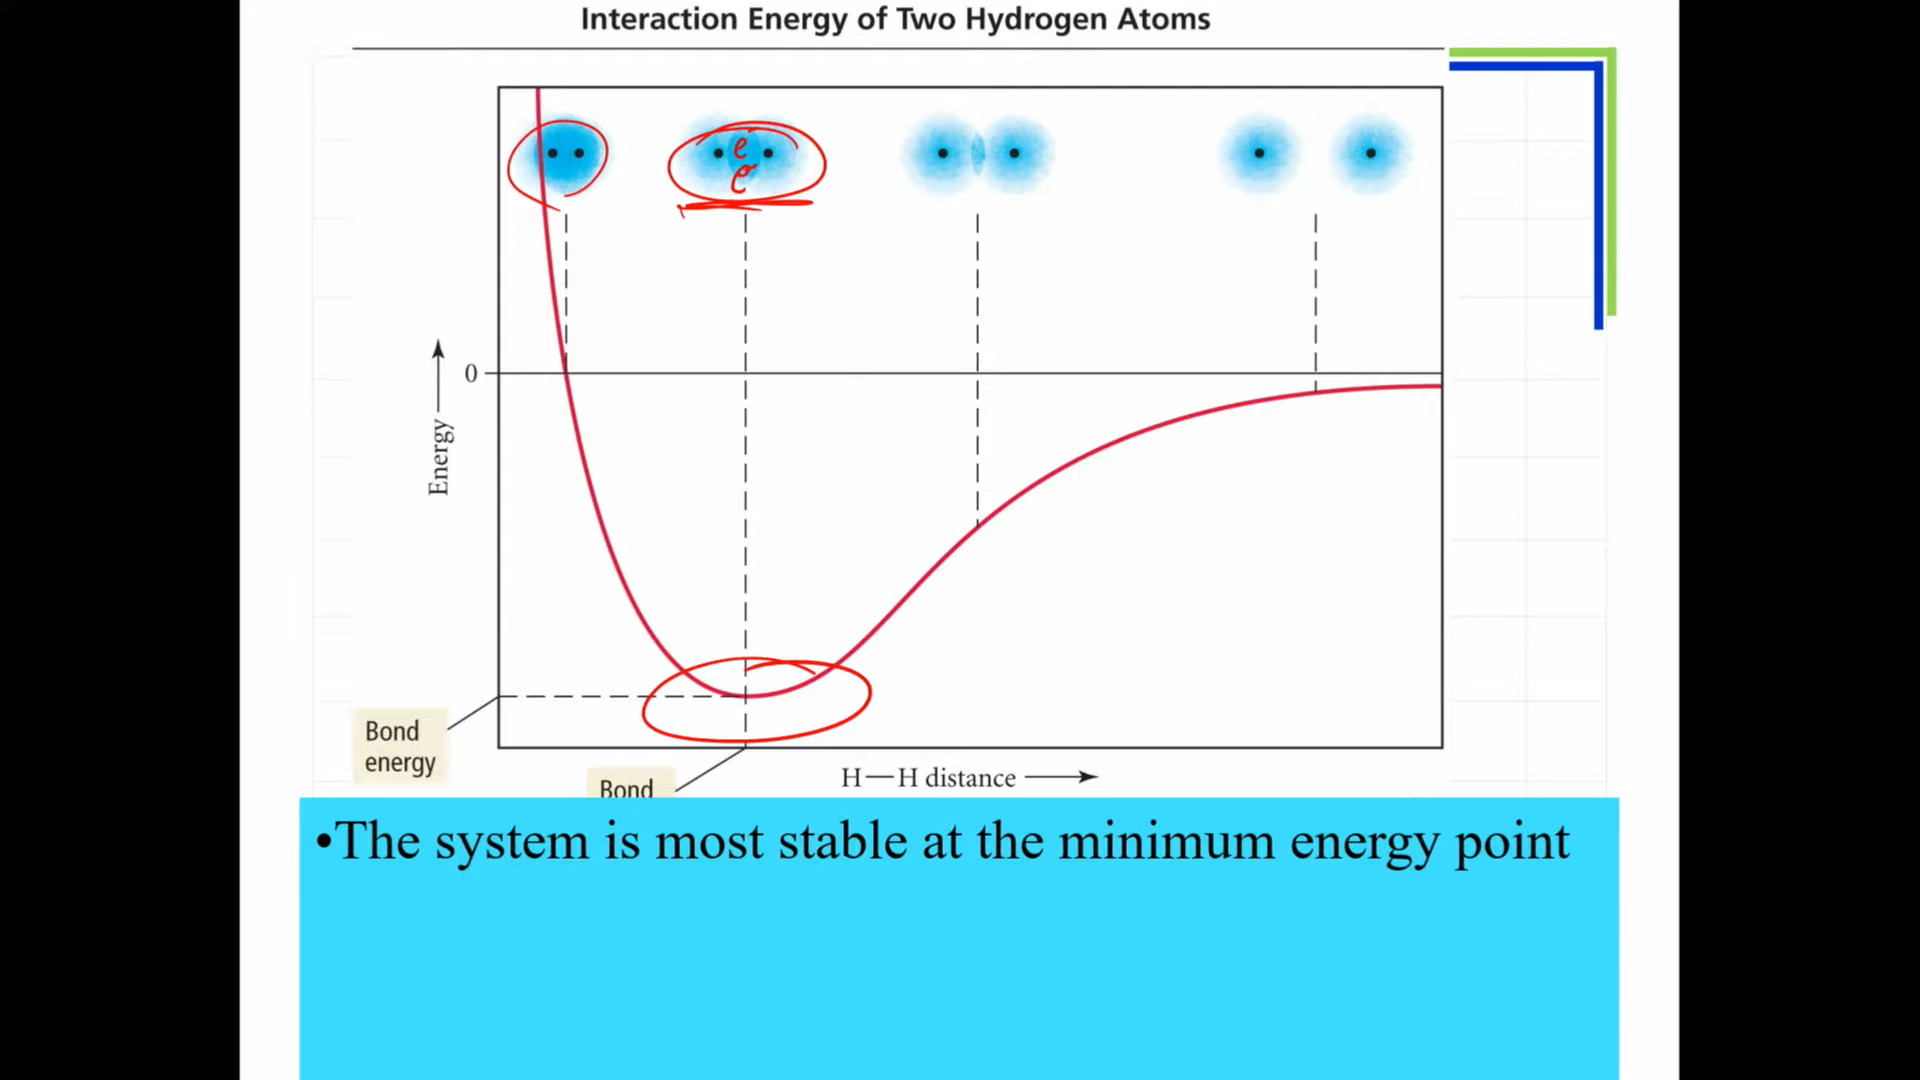 Interaction Energy of Two Hydrogen Atoms
e
e
0
Energy
Bond
energy
H—H distance
Bond
•The system is most stable at the minimum energy point